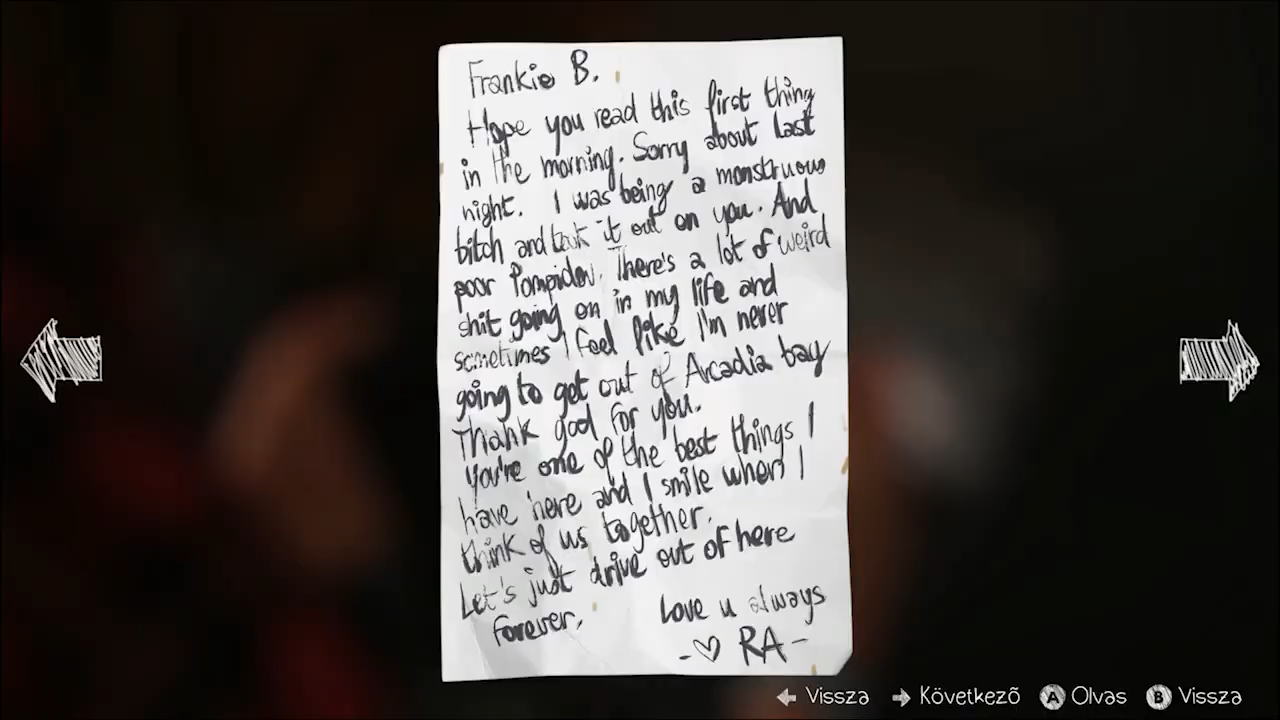 Frankie B.
Hope you read this first thing
in the morning. Sorry about last
night. I was being a monstruous
bitch and took it out on you. And
poor Pompidou. There's a lot of weird
shit going on in my life and
sometimes I feel like I'm never
going to get out of Arcadia bay
Thank god for you.
You're one of the best things I
have here and I smile when I
think of us together.
Let's just drive out of here
forever.
Love u always
-♡ RA-
Vissza
Következő
A Olvas
B Vissza